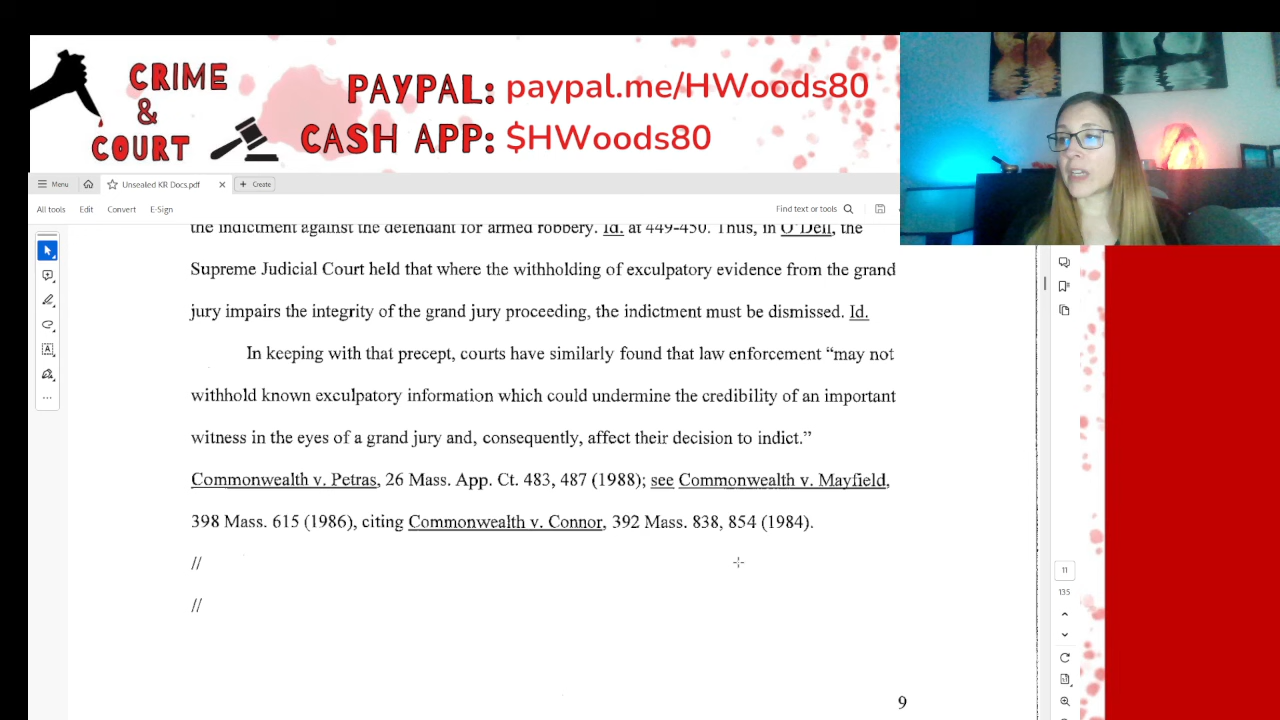 CRIME
&
COURT
PAYPAL: paypal.me/HWoods80
CASH APP: $HWoods80
Menu
Unsealed KR Docs.pdf
Create
All tools
Edit
Convert
E-Sign
Find text or tools
the indictment against the defendant for armed robbery. Id. at 449-450. Thus, in O'Dell, the
Supreme Judicial Court held that where the withholding of exculpatory evidence from the grand
jury impairs the integrity of the grand jury proceeding, the indictment must be dismissed. Id.
In keeping with that precept, courts have similarly found that law enforcement “may not
withhold known exculpatory information which could undermine the credibility of an important
witness in the eyes of a grand jury and, consequently, affect their decision to indict.”
Commonwealth v. Petras, 26 Mass. App. Ct. 483, 487 (1988); see Commonwealth v. Mayfield,
398 Mass. 615 (1986), citing Commonwealth v. Connor, 392 Mass. 838, 854 (1984).
//
//
9
11
135